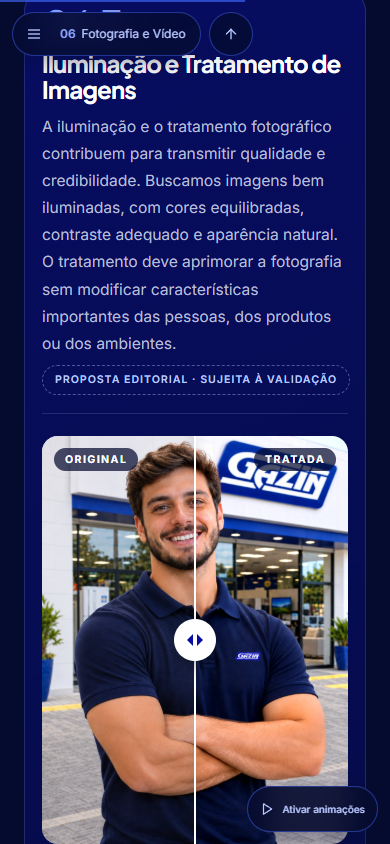 06 Fotografia e Vídeo
Iluminação e Tratamento de
Imagens
A iluminação e o tratamento fotográfico
contribuem para transmitir qualidade e
credibilidade. Buscamos imagens bem
iluminadas, com cores equilibradas,
contraste adequado e aparência natural.
O tratamento deve aprimorar a fotografia
sem modificar características
importantes das pessoas, dos produtos
ou dos ambientes.
PROPOSTA EDITORIAL · SUJEITA À VALIDAÇÃO
ORIGINAL
TRATADA
GAZIN
GAZIN
Ativar animações